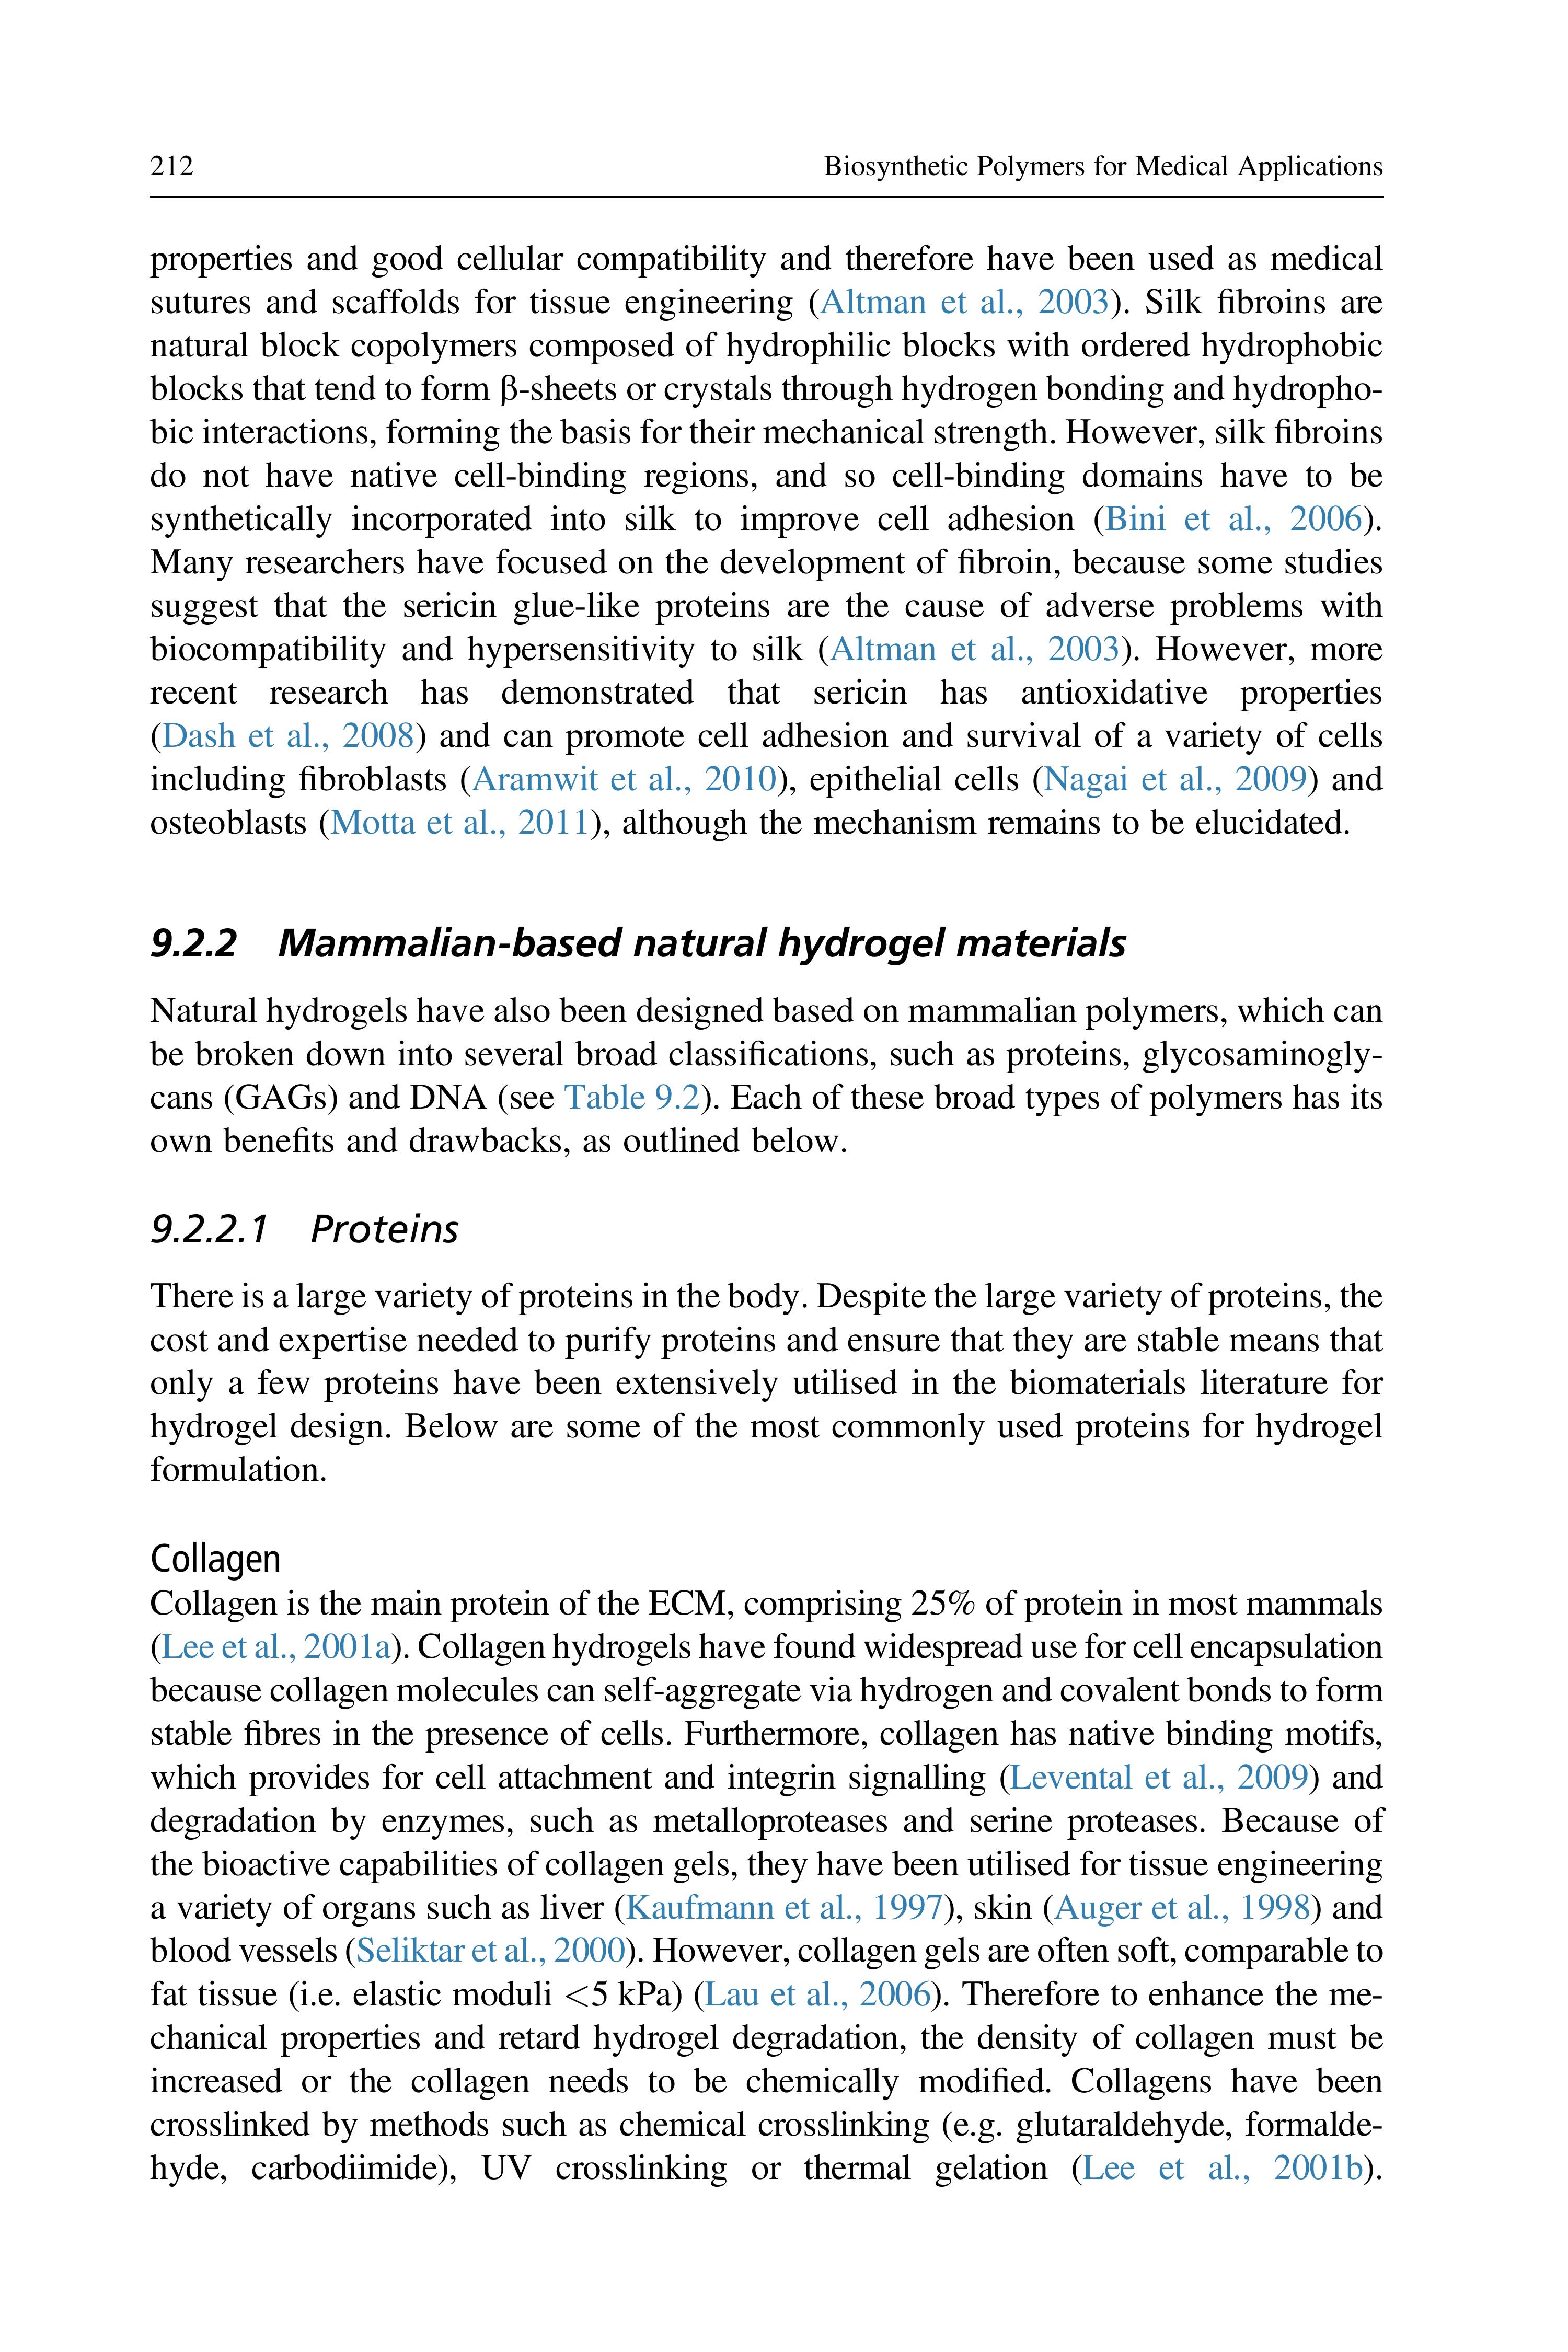 212
Biosynthetic Polymers for Medical Applications
properties and good cellular compatibility and therefore have been used as medical
sutures and scaffolds for tissue engineering (Altman et al., 2003). Silk fibroins are
natural block copolymers composed of hydrophilic blocks with ordered hydrophobic
blocks that tend to form β-sheets or crystals through hydrogen bonding and hydropho-
bic interactions, forming the basis for their mechanical strength. However, silk fibroins
do not have native cell-binding regions, and so cell-binding domains have to be
synthetically incorporated into silk to improve cell adhesion (Bini et al., 2006).
Many researchers have focused on the development of fibroin, because some studies
suggest that the sericin glue-like proteins are the cause of adverse problems with
biocompatibility and hypersensitivity to silk (Altman et al., 2003). However, more
recent research has demonstrated that sericin has antioxidative properties
(Dash et al., 2008) and can promote cell adhesion and survival of a variety of cells
including fibroblasts (Aramwit et al., 2010), epithelial cells (Nagai et al., 2009) and
osteoblasts (Motta et al., 2011), although the mechanism remains to be elucidated.
9.2.2 Mammalian-based natural hydrogel materials
Natural hydrogels have also been designed based on mammalian polymers, which can
be broken down into several broad classifications, such as proteins, glycosaminogly-
cans (GAGs) and DNA (see Table 9.2). Each of these broad types of polymers has its
own benefits and drawbacks, as outlined below.
9.2.2.1 Proteins
There is a large variety of proteins in the body. Despite the large variety of proteins, the
cost and expertise needed to purify proteins and ensure that they are stable means that
only a few proteins have been extensively utilised in the biomaterials literature for
hydrogel design. Below are some of the most commonly used proteins for hydrogel
formulation.
Collagen
Collagen is the main protein of the ECM, comprising 25% of protein in most mammals
(Lee et al., 2001a). Collagen hydrogels have found widespread use for cell encapsulation
because collagen molecules can self-aggregate via hydrogen and covalent bonds to form
stable fibres in the presence of cells. Furthermore, collagen has native binding motifs,
which provides for cell attachment and integrin signalling (Levental et al., 2009) and
degradation by enzymes, such as metalloproteases and serine proteases. Because of
the bioactive capabilities of collagen gels, they have been utilised for tissue engineering
a variety of organs such as liver (Kaufmann et al., 1997), skin (Auger et al., 1998) and
blood vessels (Seliktar et al., 2000). However, collagen gels are often soft, comparable to
fat tissue (i.e. elastic moduli <5 kPa) (Lau et al., 2006). Therefore to enhance the me-
chanical properties and retard hydrogel degradation, the density of collagen must be
increased or the collagen needs to be chemically modified. Collagens have been
crosslinked by methods such as chemical crosslinking (e.g. glutaraldehyde, formalde-
hyde, carbodiimide), UV crosslinking or thermal gelation (Lee et al., 2001b).